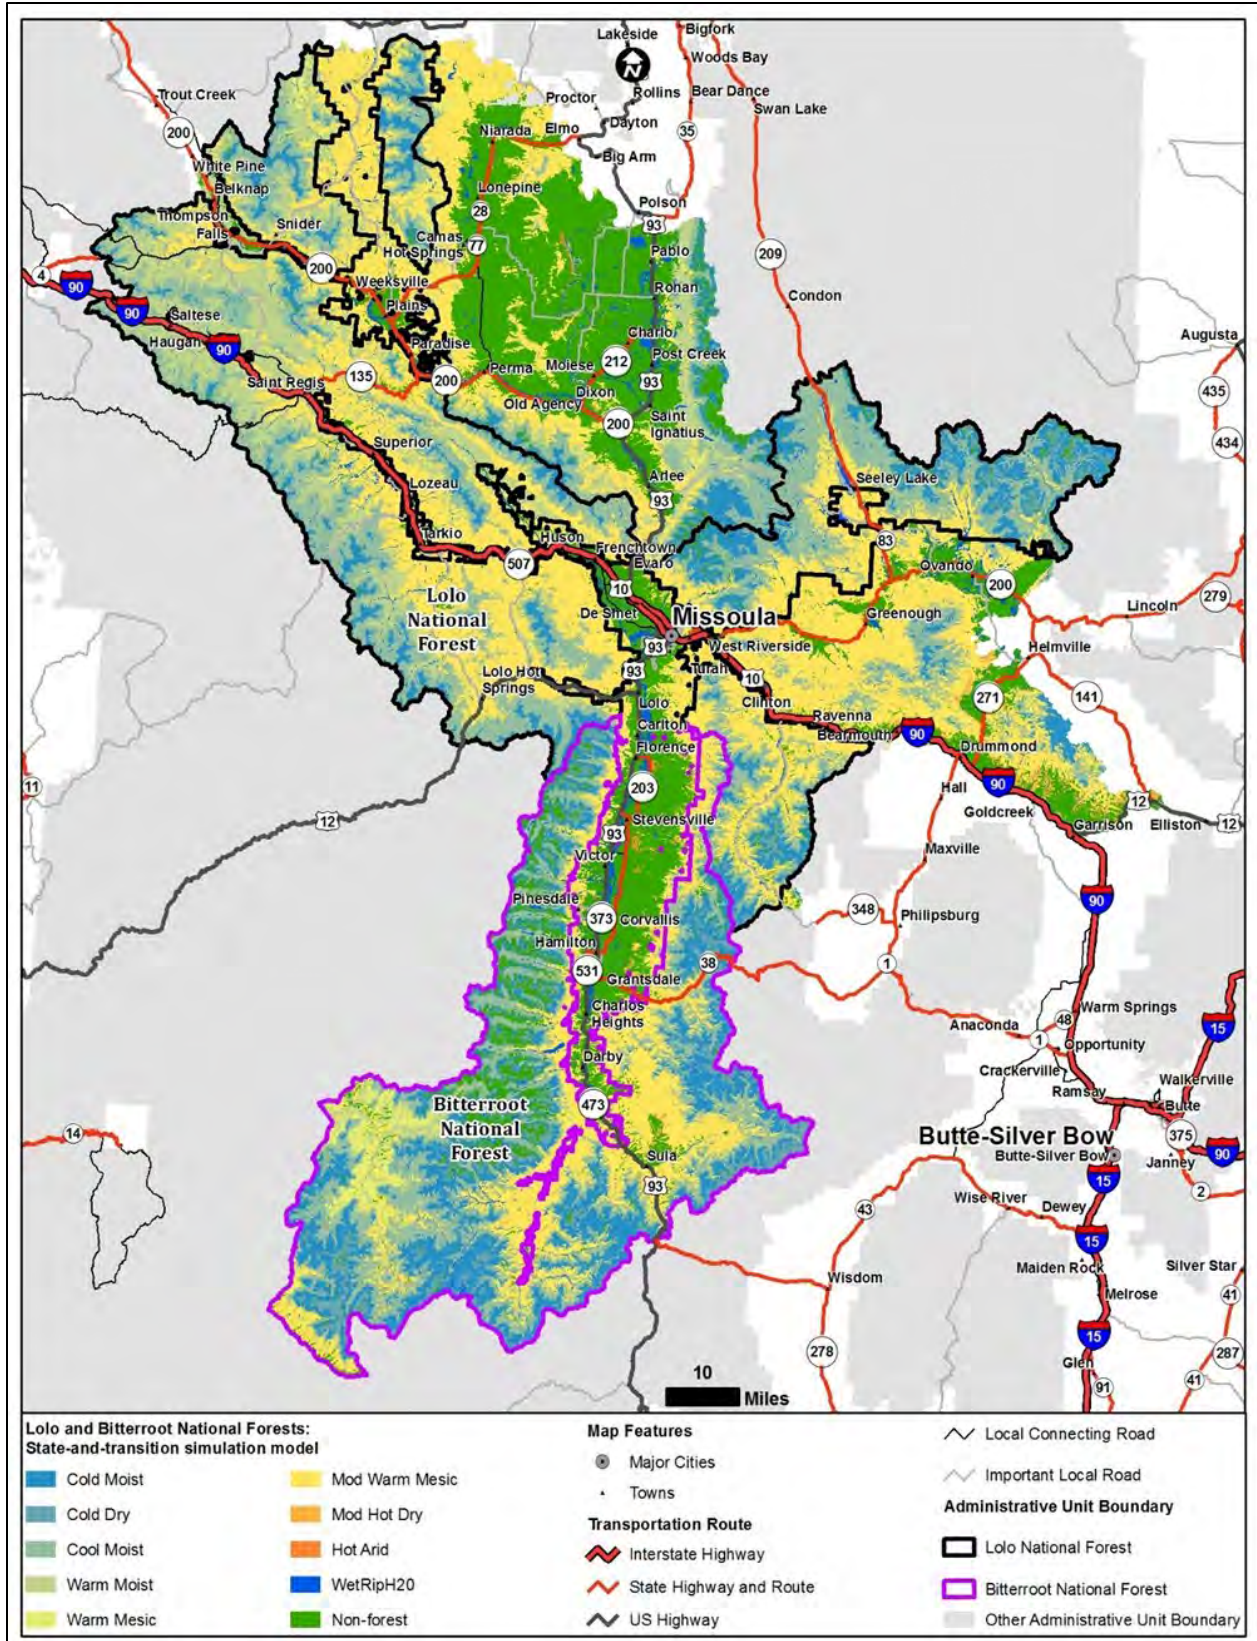 Lakeside
Bigfork
Woods Bay
N
Rollins
Bear Dance
Proctor
Swan Lake
Trout Creek
Dayton
200
Niarada
Elmo
35
Big Arm
White Pine
Belknap
Lonepine
Polson
Thompson
Falls
Snider
28
93
Camas
Hot Springs
77
Pablo
209
4
90
200
Weeksville
Ronan
Condon
90
Saltese
Plains
Charlo
Augusta
Haugan
90
Paradise
Moiese
212
Post Creek
Saint Regis
135
200
Perma
93
435
Dixon
Old Agency
200
Saint
Ignatius
434
Superior
Arlee
Seeley Lake
Lozeau
93
Tarkio
Huson
Frenchtown
Evaro
83
507
Ovando
200
10
Lolo
National
Forest
De Smet
Missoula
Greenough
Lincoln
279
93
West Riverside
Helmville
Lolo Hot
Springs
93
Turah
10
Clinton
271
141
Lolo
Carlton
Florence
Ravenna
Bearmouth
90
Drummond
11
203
Hall
90
12
12
93
Stevensville
Goldcreek
Garrison
Elliston
12
Victor
Maxville
Pinesdale
373
Corvallis
348
Philipsburg
90
Hamilton
531
Grantsdale
38
1
Charlos
Heights
Warm Springs
Anaconda
48
15
1
Opportunity
Darby
Crackerville
Walkerville
Bitterroot
National
Forest
473
Ramsay
Butte
14
Butte-Silver Bow
375
Sula
Butte-Silver Bow
Janney
90
93
15
2
43
Wise River
Dewey
15
Wisdom
Maiden Rock
Silver Star
Melrose
41
15
278
287
Glen
10
Miles
91
41
Lolo and Bitterroot National Forests:
State-and-transition simulation model
Cold Moist
Cold Dry
Cool Moist
Warm Moist
Warm Mesic
Mod Warm Mesic
Mod Hot Dry
Hot Arid
WetRipH20
Non-forest
Map Features
Major Cities
Towns
Transportation Route
Interstate Highway
State Highway and Route
US Highway
Local Connecting Road
Important Local Road
Administrative Unit Boundary
Lolo National Forest
Bitterroot National Forest
Other Administrative Unit Boundary